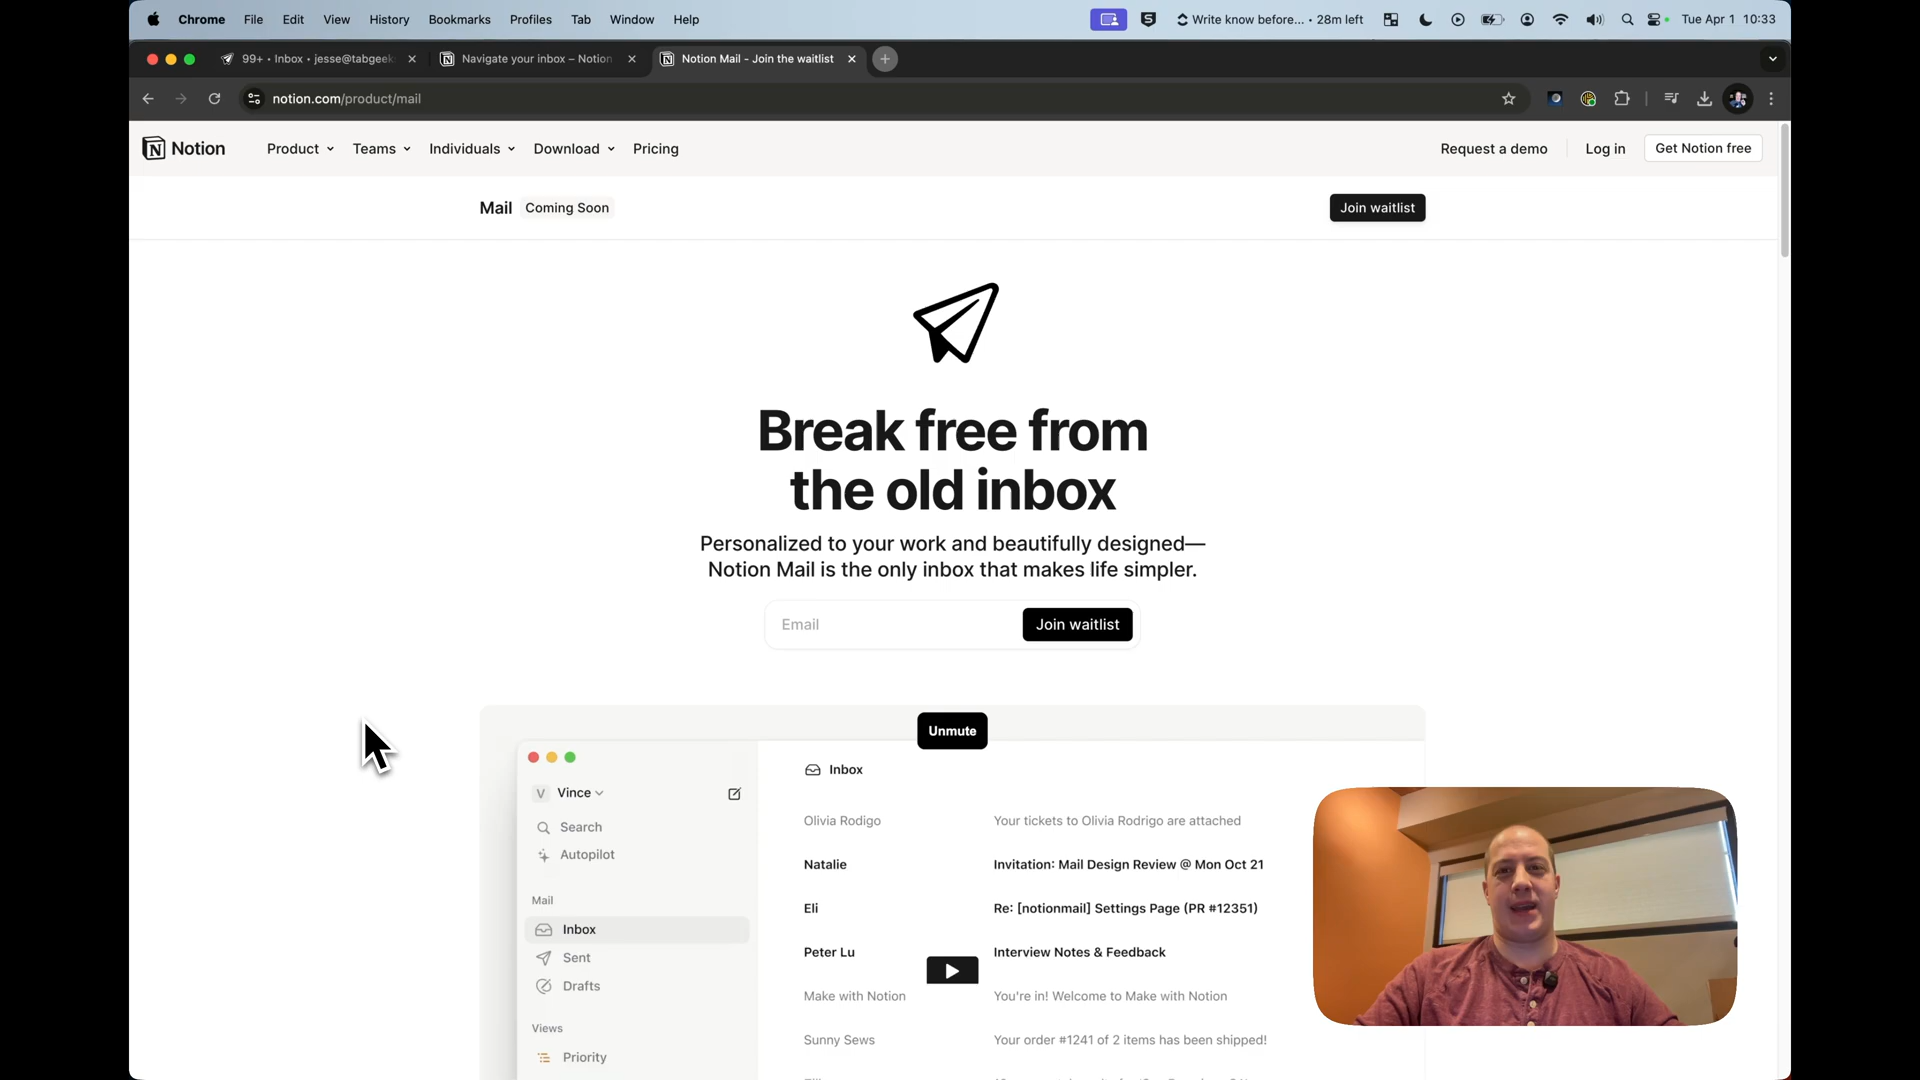 Chrome File Edit View History Bookmarks Profiles Tab Window Help Write know before... • 28m left Tue Apr 1 10:33
99+ • Inbox • jesse@tabgeeks Navigate your inbox – Notion Notion Mail - Join the waitlist
notion.com/product/mail
Notion Product Teams Individuals Download Pricing Request a demo Log in Get Notion free
Mail Coming Soon Join waitlist
Break free from
the old inbox
Personalized to your work and beautifully designed—
Notion Mail is the only inbox that makes life simpler.
Email Join waitlist
Unmute
Inbox
V Vince
Olivia Rodigo Your tickets to Olivia Rodrigo are attached
Search
Autopilot
Natalie Invitation: Mail Design Review @ Mon Oct 21
Mail
Eli Re: [notionmail] Settings Page (PR #12351)
Inbox
Peter Lu Interview Notes & Feedback
Sent
Drafts
Make with Notion You're in! Welcome to Make with Notion
Views
Sunny Sews Your order #1241 of 2 items has been shipped!
Priority